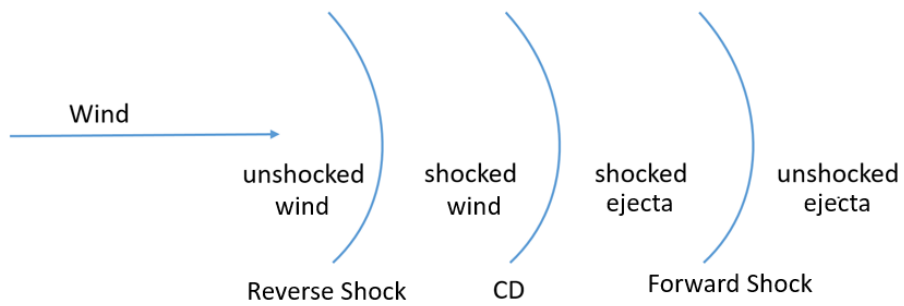 Wind
unshocked
wind
shocked
wind
shocked
ejecta
unshocked
ejecta
Reverse Shock
CD
Forward Shock